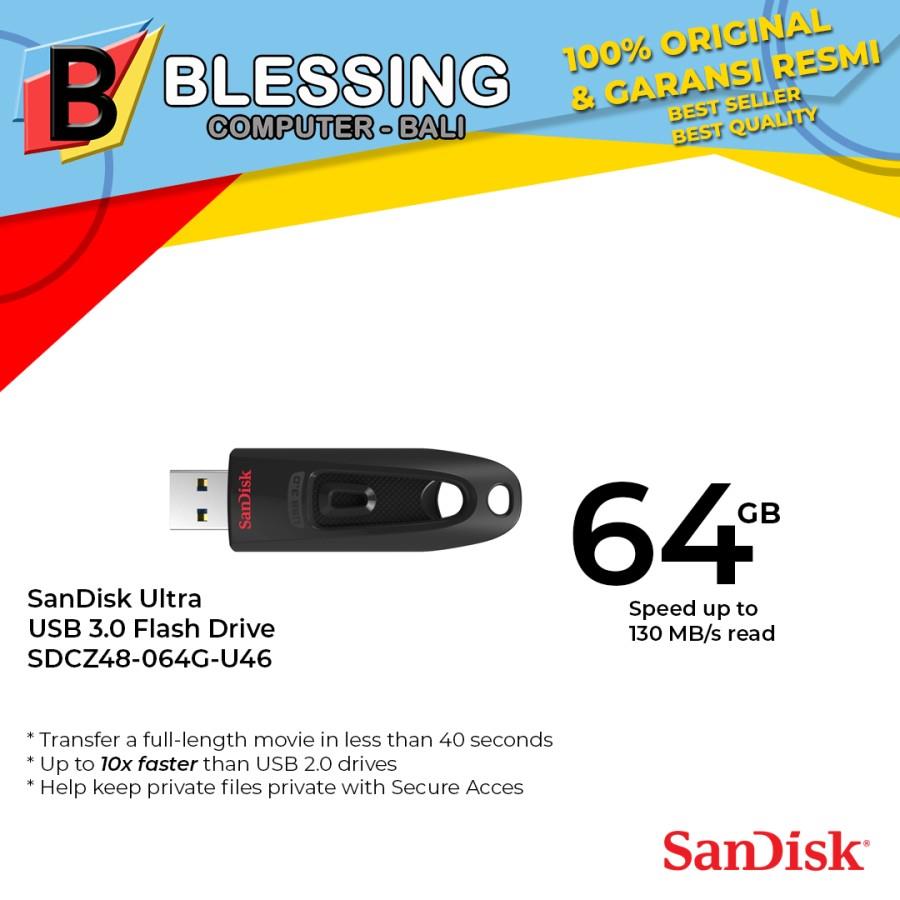 B
BLESSING
COMPUTER - BALI
100% ORIGINAL
& GARANSI RESMI
BEST SELLER
BEST QUALITY
SanDisk
USB 3.0
64 GB
Speed up to
130 MB/s read
SanDisk Ultra
USB 3.0 Flash Drive
SDCZ48-064G-U46
* Transfer a full-length movie in less than 40 seconds
* Up to 10x faster than USB 2.0 drives
* Help keep private files private with Secure Acces
SanDisk®